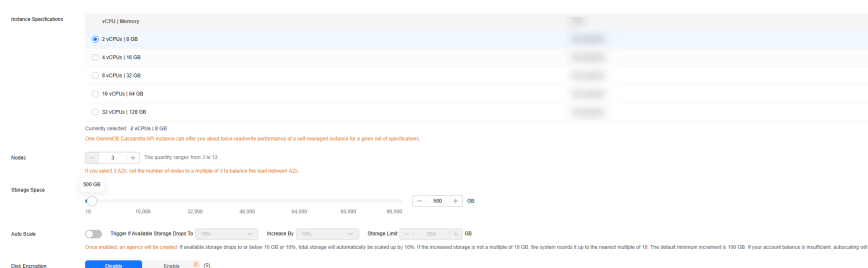 Instance Specifications
vCPU | Memory
2 vCPUs | 8 GB
4 vCPUs | 16 GB
8 vCPUs | 32 GB
16 vCPUs | 64 GB
32 vCPUs | 128 GB
Currently selected 2 vCPUs | 8 GB
One GeminiDB Cassandra API instance can offer you about twice read/write performance of a self-managed instance for a given set of specifications
Nodes
− 3 + The quantity ranges from 3 to 12.
If you select 3 AZs, set the number of nodes to a multiple of 3 to balance the load between AZs.
500 GB
Storage Space
− 500 + GB
10 16,000 32,000 48,000 64,000 80,000 96,000
Auto Scale Trigger If Available Storage Drops To 10% Increase By 10% Storage Limit − + GB
Once enabled, an agency will be created If available storage drops to or below 10 GB or 10%, total storage will automatically be scaled up by 10%. If the increased storage is not a multiple of 10 GB, the system rounds it up to the nearest multiple of 10 GB. The default minimum increment is 100 GB. If your account balance is insufficient, autoscaling will
Disk Encryption Disable Enable